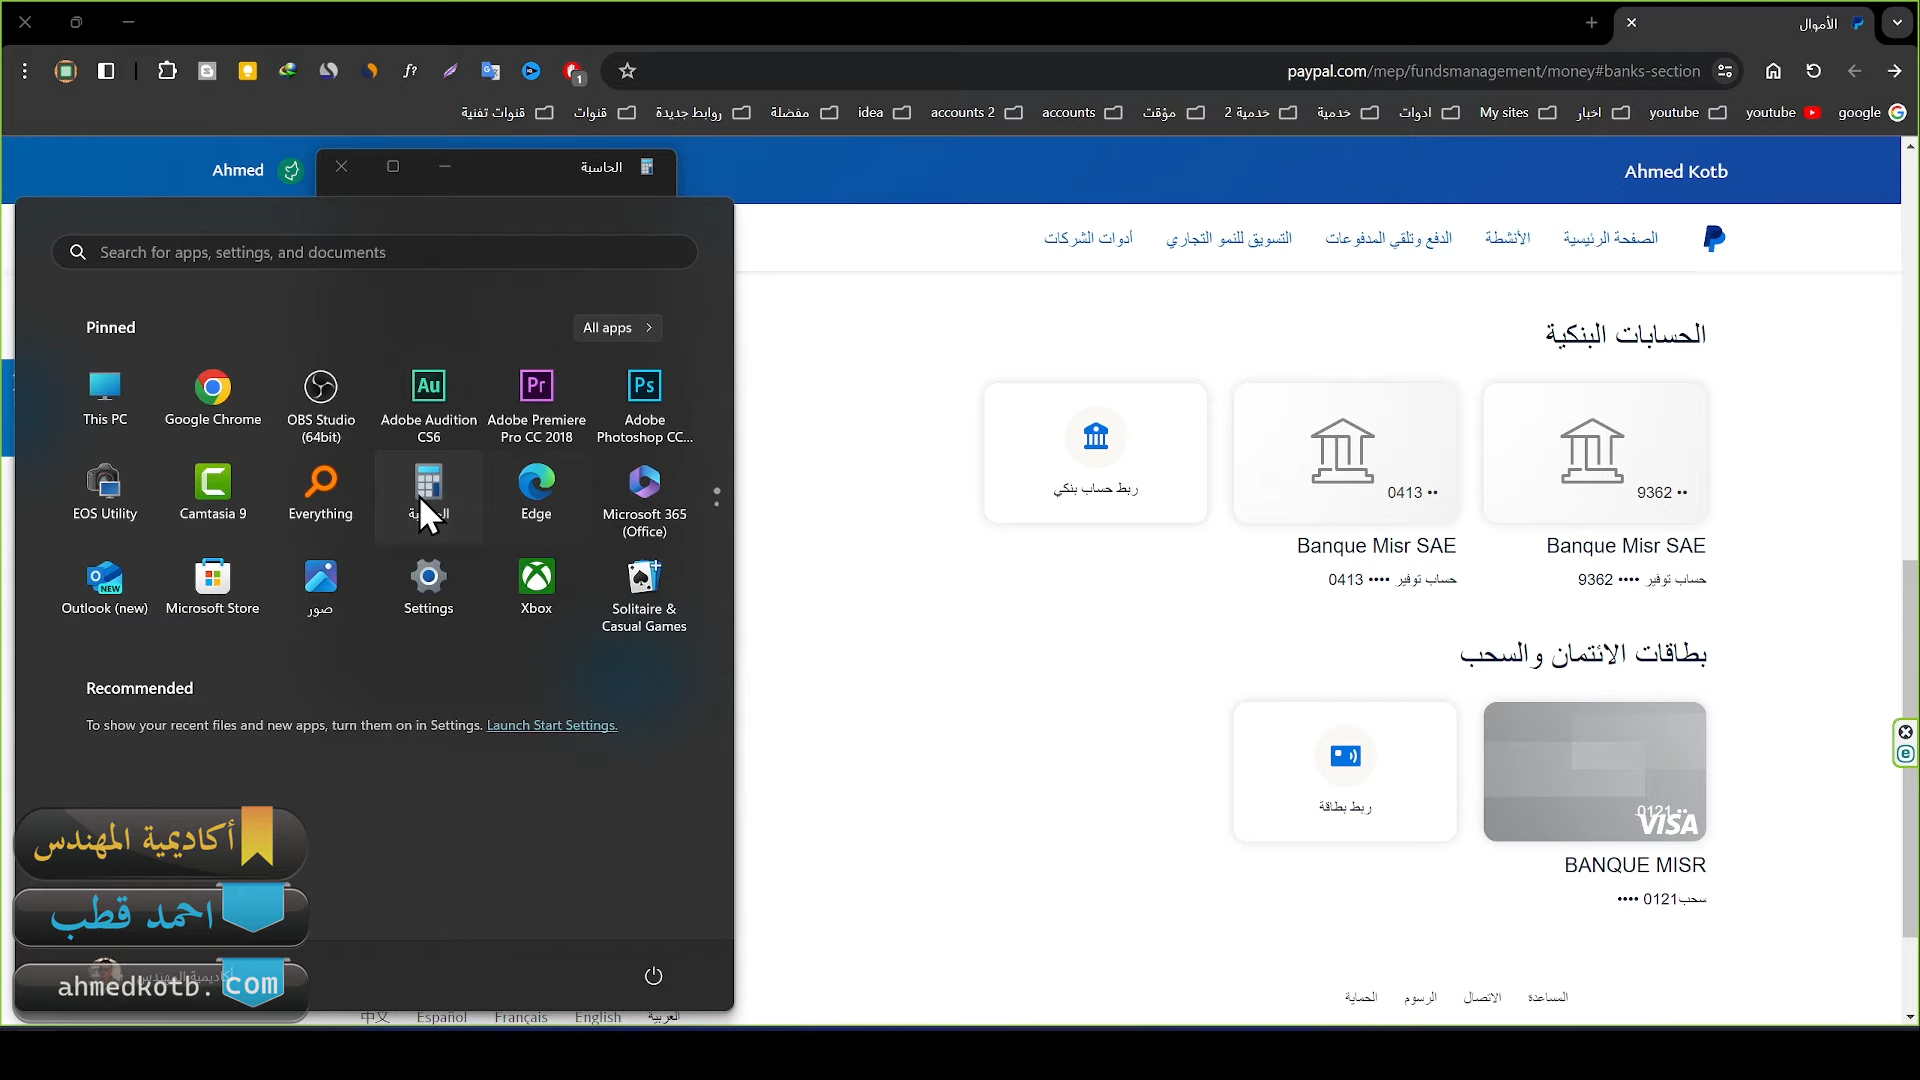 الأموال
paypal.com/mep/fundsmanagement/money#banks-section
1
google
youtube
youtube
اخبار
My sites
ادوات
خدمية
خدمية 2
مؤقت
accounts
accounts 2
idea
مفضلة
روابط جديدة
قنوات
قنوات تفنية
Ahmed Kotb
Ahmed
الحاسبة
الصفحة الرئيسية
الأنشطة
الدفع وتلقي المدفوعات
التسويق للنمو التجاري
أدوات الشركات
Search for apps, settings, and documents
Pinned
All apps
This PC
Google Chrome
OBS Studio (64bit)
Adobe Audition CS6
Adobe Premiere Pro CC 2018
Adobe Photoshop CC...
EOS Utility
Camtasia 9
Everything
Edge
Microsoft 365 (Office)
Outlook (new)
Microsoft Store
صور
Settings
Xbox
Solitaire & Casual Games
Recommended
To show your recent files and new apps, turn them on in Settings. Launch Start Settings.
الحسابات البنكية
9362 ••
0413 ••
ربط حساب بنكي
Banque Misr SAE
حساب توفير •••• 9362
Banque Misr SAE
حساب توفير •••• 0413
بطاقات الائتمان والسحب
0121 ••
VISA
ربط بطاقة
BANQUE MISR
سحب0121 ••••
المساعدة
الاتصال
الرسوم
الحماية
العربية
English
Français
Español
中文
أكاديمية المهندس
احمد قطب
أكاديمية المهندس
ahmedkotb.com